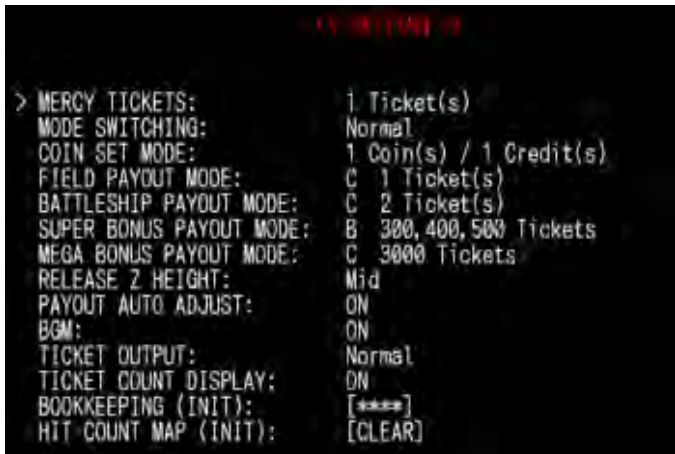 > MERCY TICKETS: 1 Ticket(s)
MODE SWITCHING: Normal
COIN SET MODE: 1 Coin(s) / 1 Credit(s)
FIELD PAYOUT MODE: C 1 Ticket(s)
BATTLESHIP PAYOUT MODE: C 2 Ticket(s)
SUPER BONUS PAYOUT MODE: B 300,400,500 Tickets
MEGA BONUS PAYOUT MODE: C 3000 Tickets
RELEASE Z HEIGHT: Mid
PAYOUT AUTO ADJUST: ON
BGM: ON
TICKET OUTPUT: Normal
TICKET COUNT DISPLAY: ON
BOOKKEEPING (INIT): [****]
HIT COUNT MAP (INIT): [CLEAR]